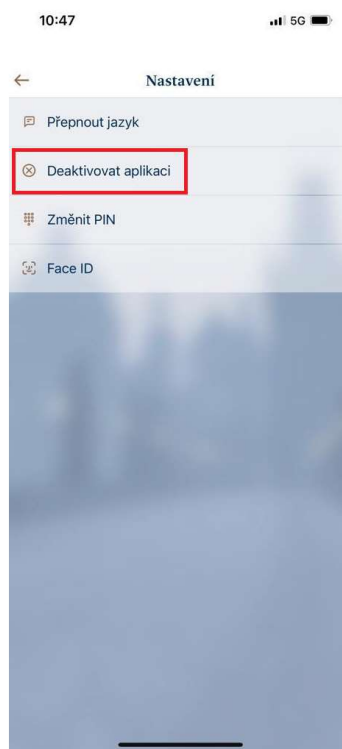 10:47 5G
Nastavení
Přepnout jazyk
Deaktivovat aplikaci
Změnit PIN
Face ID